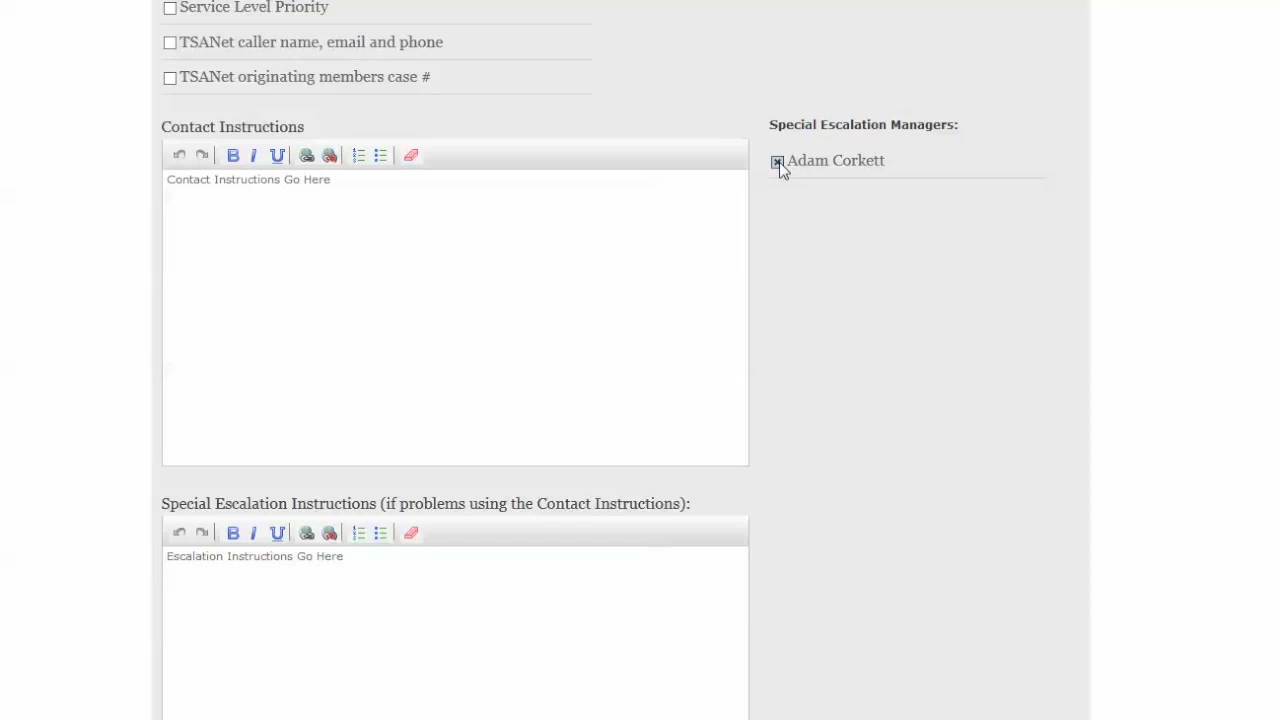 Service Level Priority
TSANet caller name, email and phone
TSANet originating members case #
Contact Instructions
Special Escalation Managers:
B I U
Contact Instructions Go Here
Adam Corkett
Special Escalation Instructions (if problems using the Contact Instructions):
B I U
Escalation Instructions Go Here